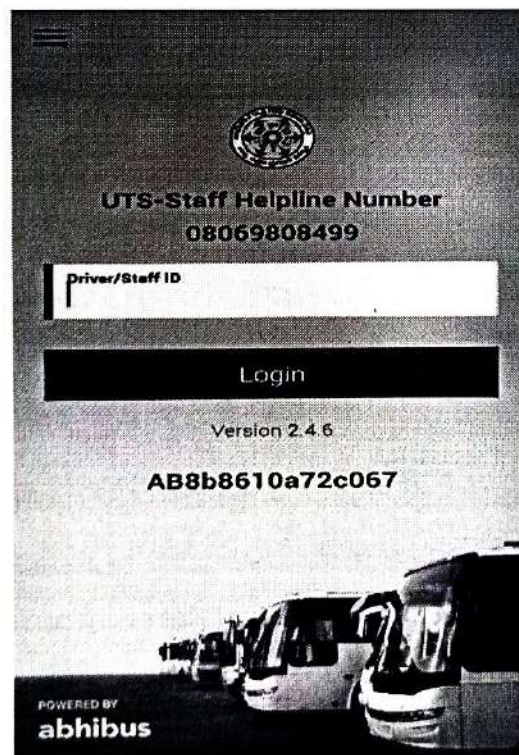 UTS-Staff Helpline Number
08069808499
Driver/Staff ID
Login
Version 2.4.6
AB8b8610a72c067
POWERED BY
abhibus